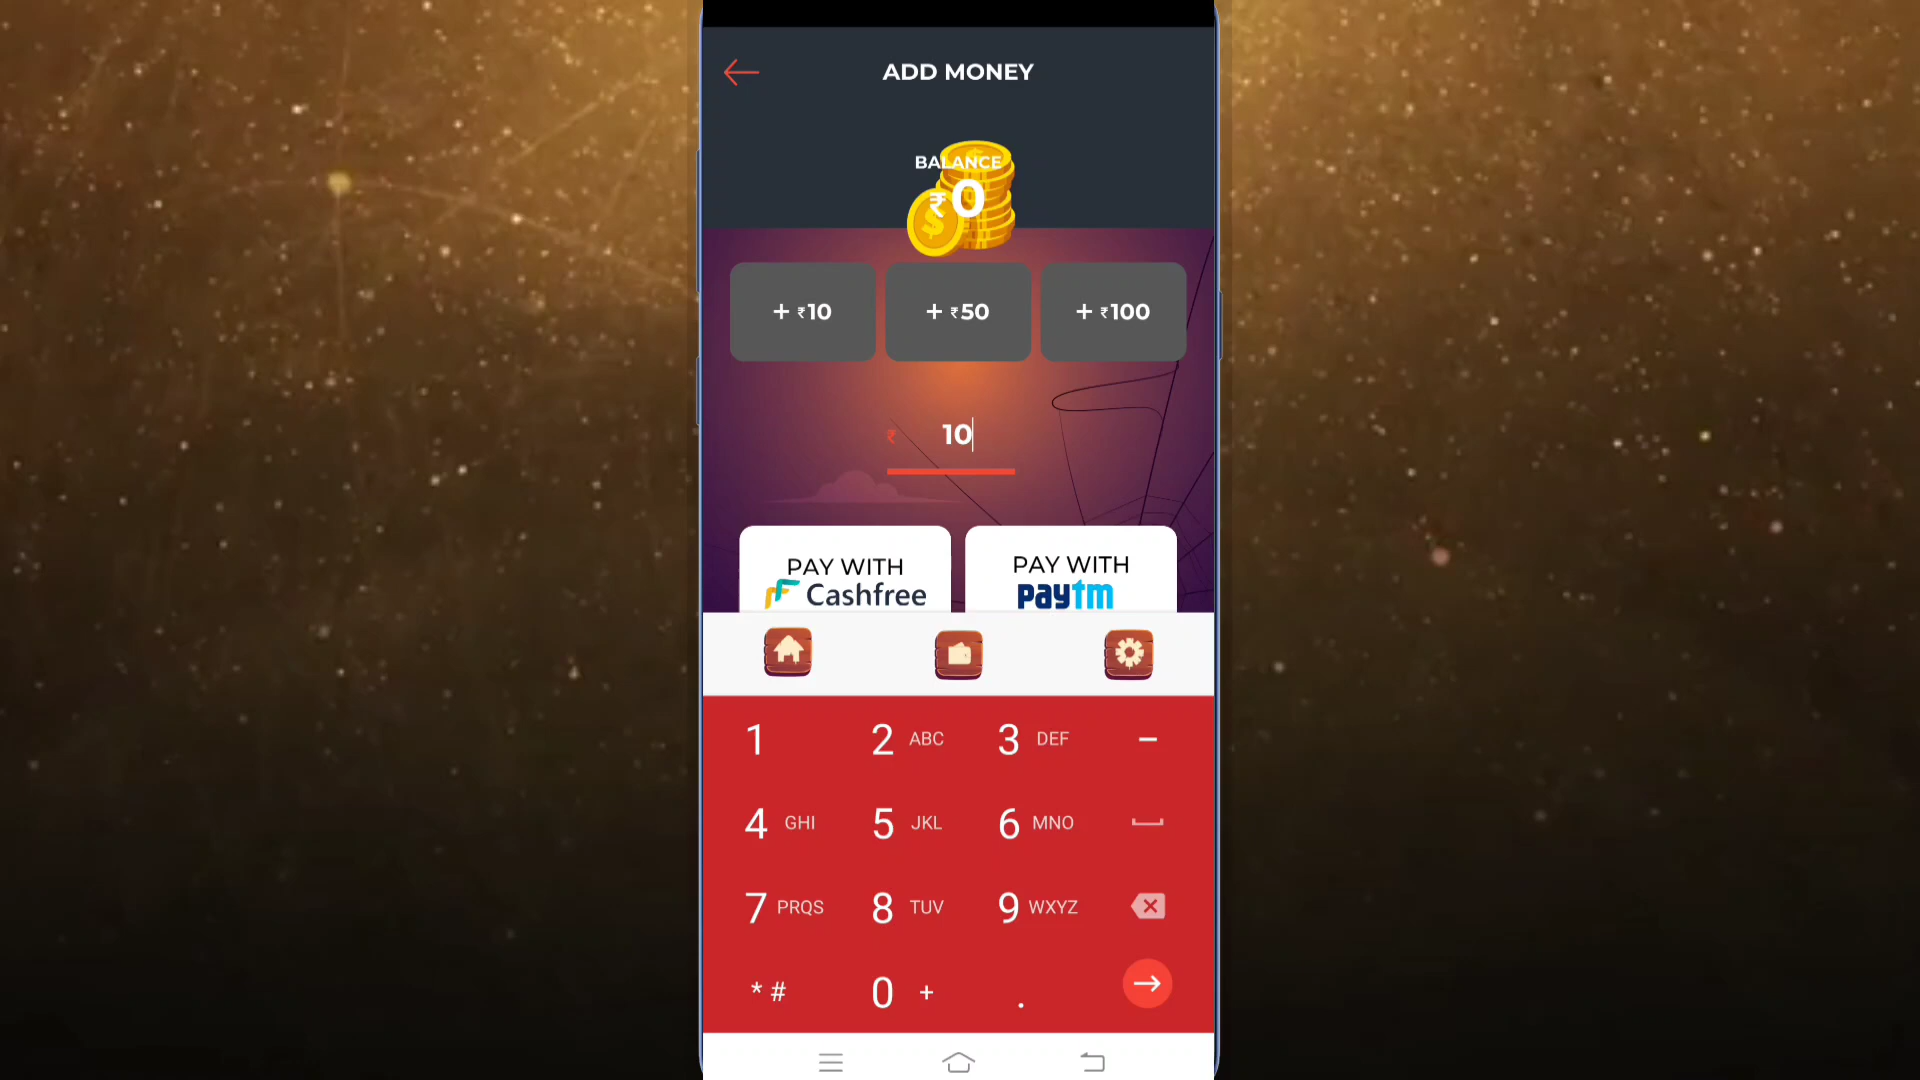 ADD MONEY
BALANCE
₹0
+ ₹10 + ₹50 + ₹100
₹ 10
PAY WITH PAY WITH
Cashfree paytm
1 2 ABC 3 DEF -
4 GHI 5 JKL 6 MNO
7 PRQS 8 TUV 9 WXYZ
* # 0 + .